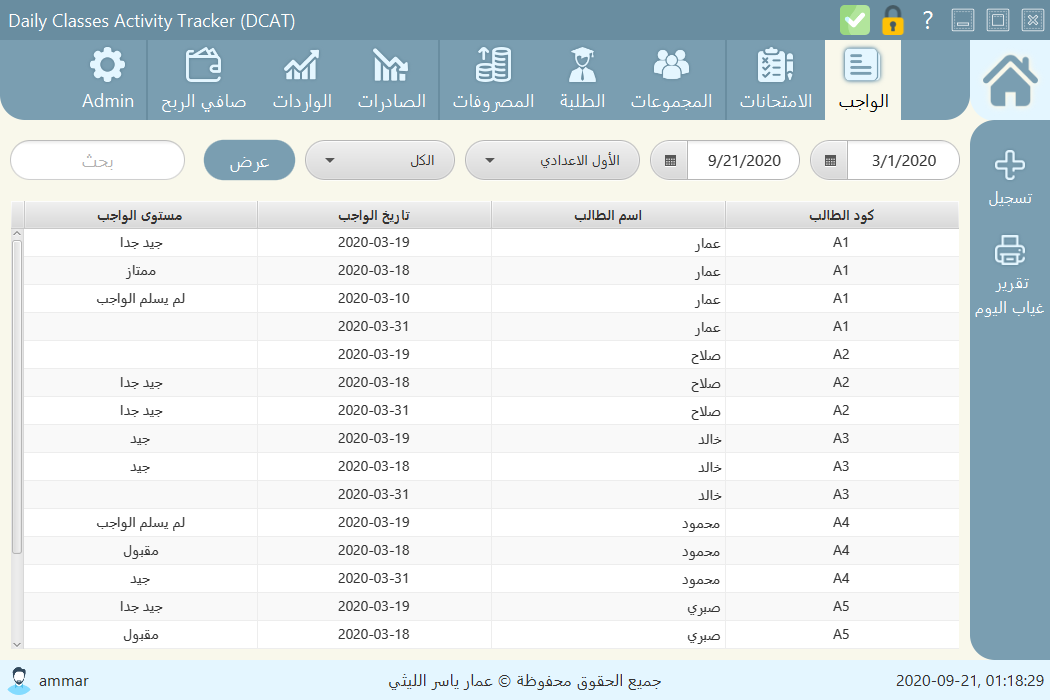 Daily Classes Activity Tracker (DCAT) ?
الواجب الامتحانات المجموعات الطلبة المصروفات الصادرات الواردات صافي الربح Admin
3/1/2020 9/21/2020 الأول الاعدادي الكل عرض بحث
تسجيل
تقرير
غياب اليوم
كود الطالب اسم الطالب تاريخ الواجب مستوى الواجب
A1 عمار 2020-03-19 جيد جدا
A1 عمار 2020-03-18 ممتاز
A1 عمار 2020-03-10 لم يسلم الواجب
A1 عمار 2020-03-31
A2 صلاح 2020-03-19
A2 صلاح 2020-03-18 جيد جدا
A2 صلاح 2020-03-31 جيد جدا
A3 خالد 2020-03-19 جيد
A3 خالد 2020-03-18 جيد
A3 خالد 2020-03-31
A4 محمود 2020-03-19 لم يسلم الواجب
A4 محمود 2020-03-18 مقبول
A4 محمود 2020-03-31 جيد
A5 صبري 2020-03-19 جيد جدا
A5 صبري 2020-03-18 مقبول
ammar جميع الحقوق محفوظة © عمار ياسر الليثي 2020-09-21, 01:18:29